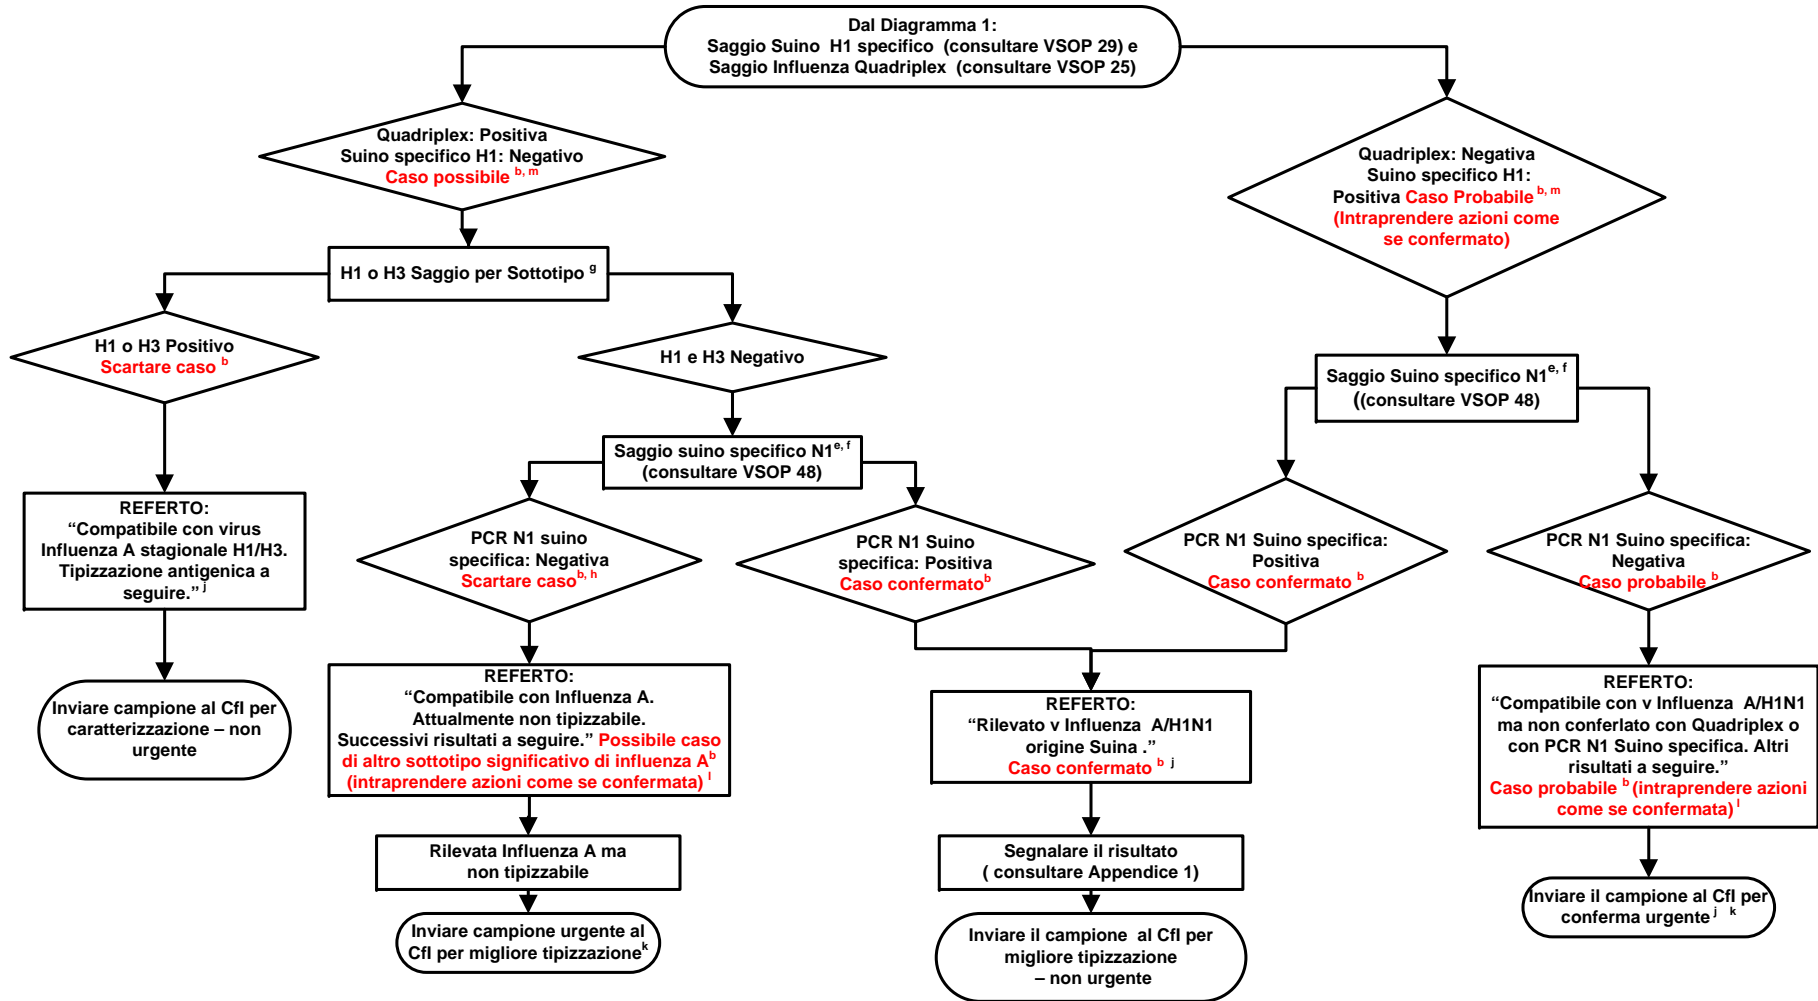 Dal Diagramma 1:
Saggio Suino H1 specifico (consultare VSOP 29) e
Saggio Influenza Quadriplex (consultare VSOP 25)
Quadriplex: Positiva
Suino specifico H1: Negativo
Caso possibile b, m
Quadriplex: Negativa
Suino specifico H1:
Positiva Caso Probabile b, m
(Intraprendere azioni come
se confermato)
H1 o H3 Saggio per Sottotipo g
H1 o H3 Positivo
Scartare caso b
H1 e H3 Negativo
Saggio Suino specifico N1 e, f
((consultare VSOP 48)
Saggio suino specifico N1 e, f
(consultare VSOP 48)
REFERTO:
“Compatibile con virus
Influenza A stagionale H1/H3.
Tipizzazione antigenica a
seguire.” j
PCR N1 suino
specifica: Negativa
Scartare caso b, h
PCR N1 Suino
specifica: Positiva
Caso confermato b
PCR N1 Suino specifica:
Positiva
Caso confermato b
PCR N1 Suino specifica:
Negativa
Caso probabile b
Inviare campione al CfI per
caratterizzazione – non
urgente
REFERTO:
“Compatibile con Influenza A.
Attualmente non tipizzabile.
Successivi risultati a seguire.” Possibile caso
di altro sottotipo significativo di influenza A b
(intraprendere azioni come se confermata) l
REFERTO:
“Rilevato v Influenza A/H1N1
origine Suina .”
Caso confermato b j
REFERTO:
“Compatibile con v Influenza A/H1N1
ma non conferlato con Quadriplex o
con PCR N1 Suino specifica. Altri
risultati a seguire.”
Caso probabile b (intraprendere azioni
come se confermata) l
Rilevata Influenza A ma
non tipizzabile
Segnalare il risultato
( consultare Appendice 1)
Inviare il campione al CfI per
conferma urgente j k
Inviare campione urgente al
CfI per migliore tipizzazione k
Inviare il campione al CfI per
migliore tipizzazione
– non urgente